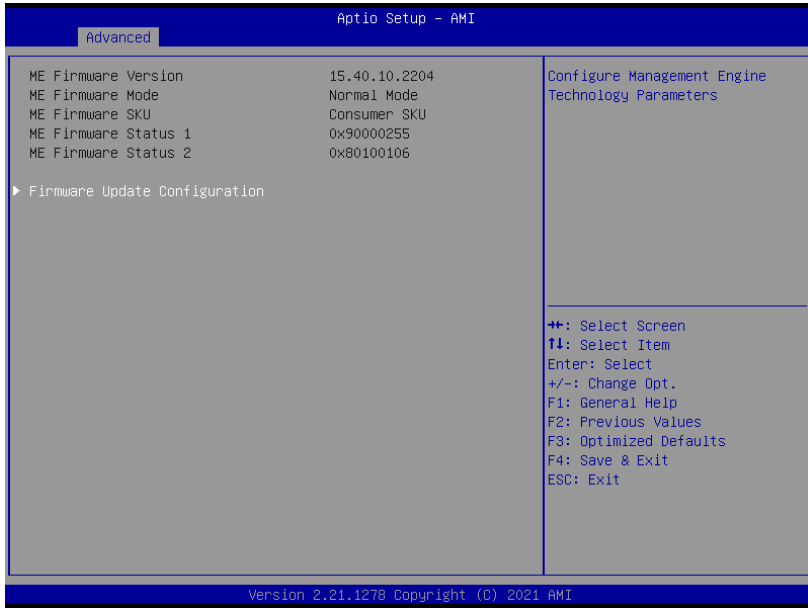 Aptio Setup – AMI
Advanced
ME Firmware Version 15.40.10.2204
ME Firmware Mode Normal Mode
ME Firmware SKU Consumer SKU
ME Firmware Status 1 0x90000255
ME Firmware Status 2 0x80100106
▶ Firmware Update Configuration
Configure Management Engine
Technology Parameters
→←: Select Screen
↑↓: Select Item
Enter: Select
+/-: Change Opt.
F1: General Help
F2: Previous Values
F3: Optimized Defaults
F4: Save & Exit
ESC: Exit
Version 2.21.1278 Copyright (C) 2021 AMI